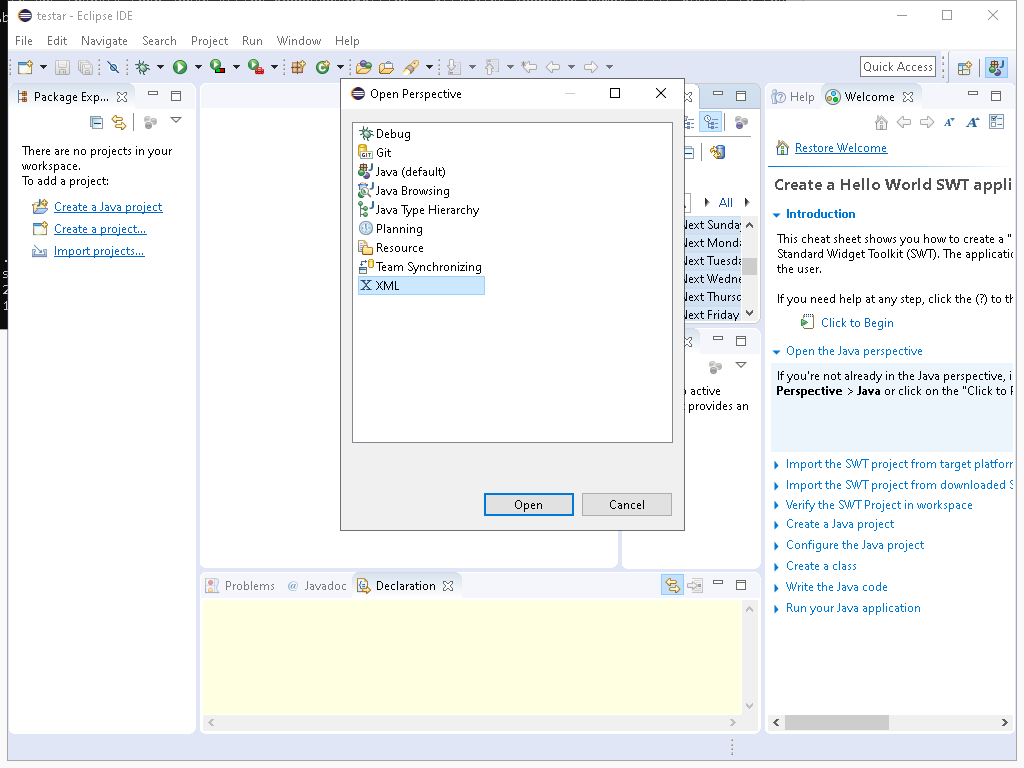 testar - Eclipse IDE
File Edit Navigate Search Project Run Window Help
Quick Access
Package Exp...
There are no projects in your
workspace.
To add a project:
Create a Java project
Create a project...
Import projects...
Open Perspective
Debug
Git
Java (default)
Java Browsing
Java Type Hierarchy
Planning
Resource
Team Synchronizing
XML
Open
Cancel
All
Next Sunday
Next Monda
Next Tuesda
Next Wedne
Next Thursd
Next Friday
active
provides an
Problems
@ Javadoc
Declaration
Help
Welcome
Restore Welcome
Create a Hello World SWT appli
Introduction
This cheat sheet shows you how to create a "
Standard Widget Toolkit (SWT). The applicatio
the user.
If you need help at any step, click the (?) to th
Click to Begin
Open the Java perspective
If you're not already in the Java perspective, i
Perspective > Java or click on the "Click to P
Import the SWT project from target platform
Import the SWT project from downloaded S
Verify the SWT Project in workspace
Create a Java project
Configure the Java project
Create a class
Write the Java code
Run your Java application